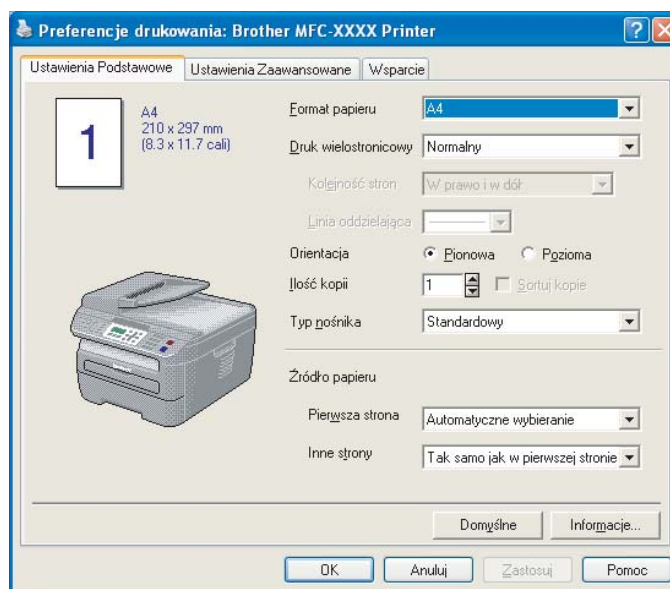 Preferencje drukowania: Brother MFC-XXXX Printer
Ustawienia Podstawowe Ustawienia Zaawansowane Wsparcie
1
A4
210 x 297 mm
(8.3 x 11.7 cali)
Format papieru A4
Druk wielostronicowy Normalny
Kolejność stron W prawo i w dół
Linia oddzielająca
Orientacja Pionowa Pozioma
Ilość kopii 1 Sortuj kopie
Typ nośnika Standardowy
Źródło papieru
Pierwsza strona Automatyczne wybieranie
Inne strony Tak samo jak w pierwszej stronie
Domyślne Informacje...
OK Anuluj Zastosuj Pomoc